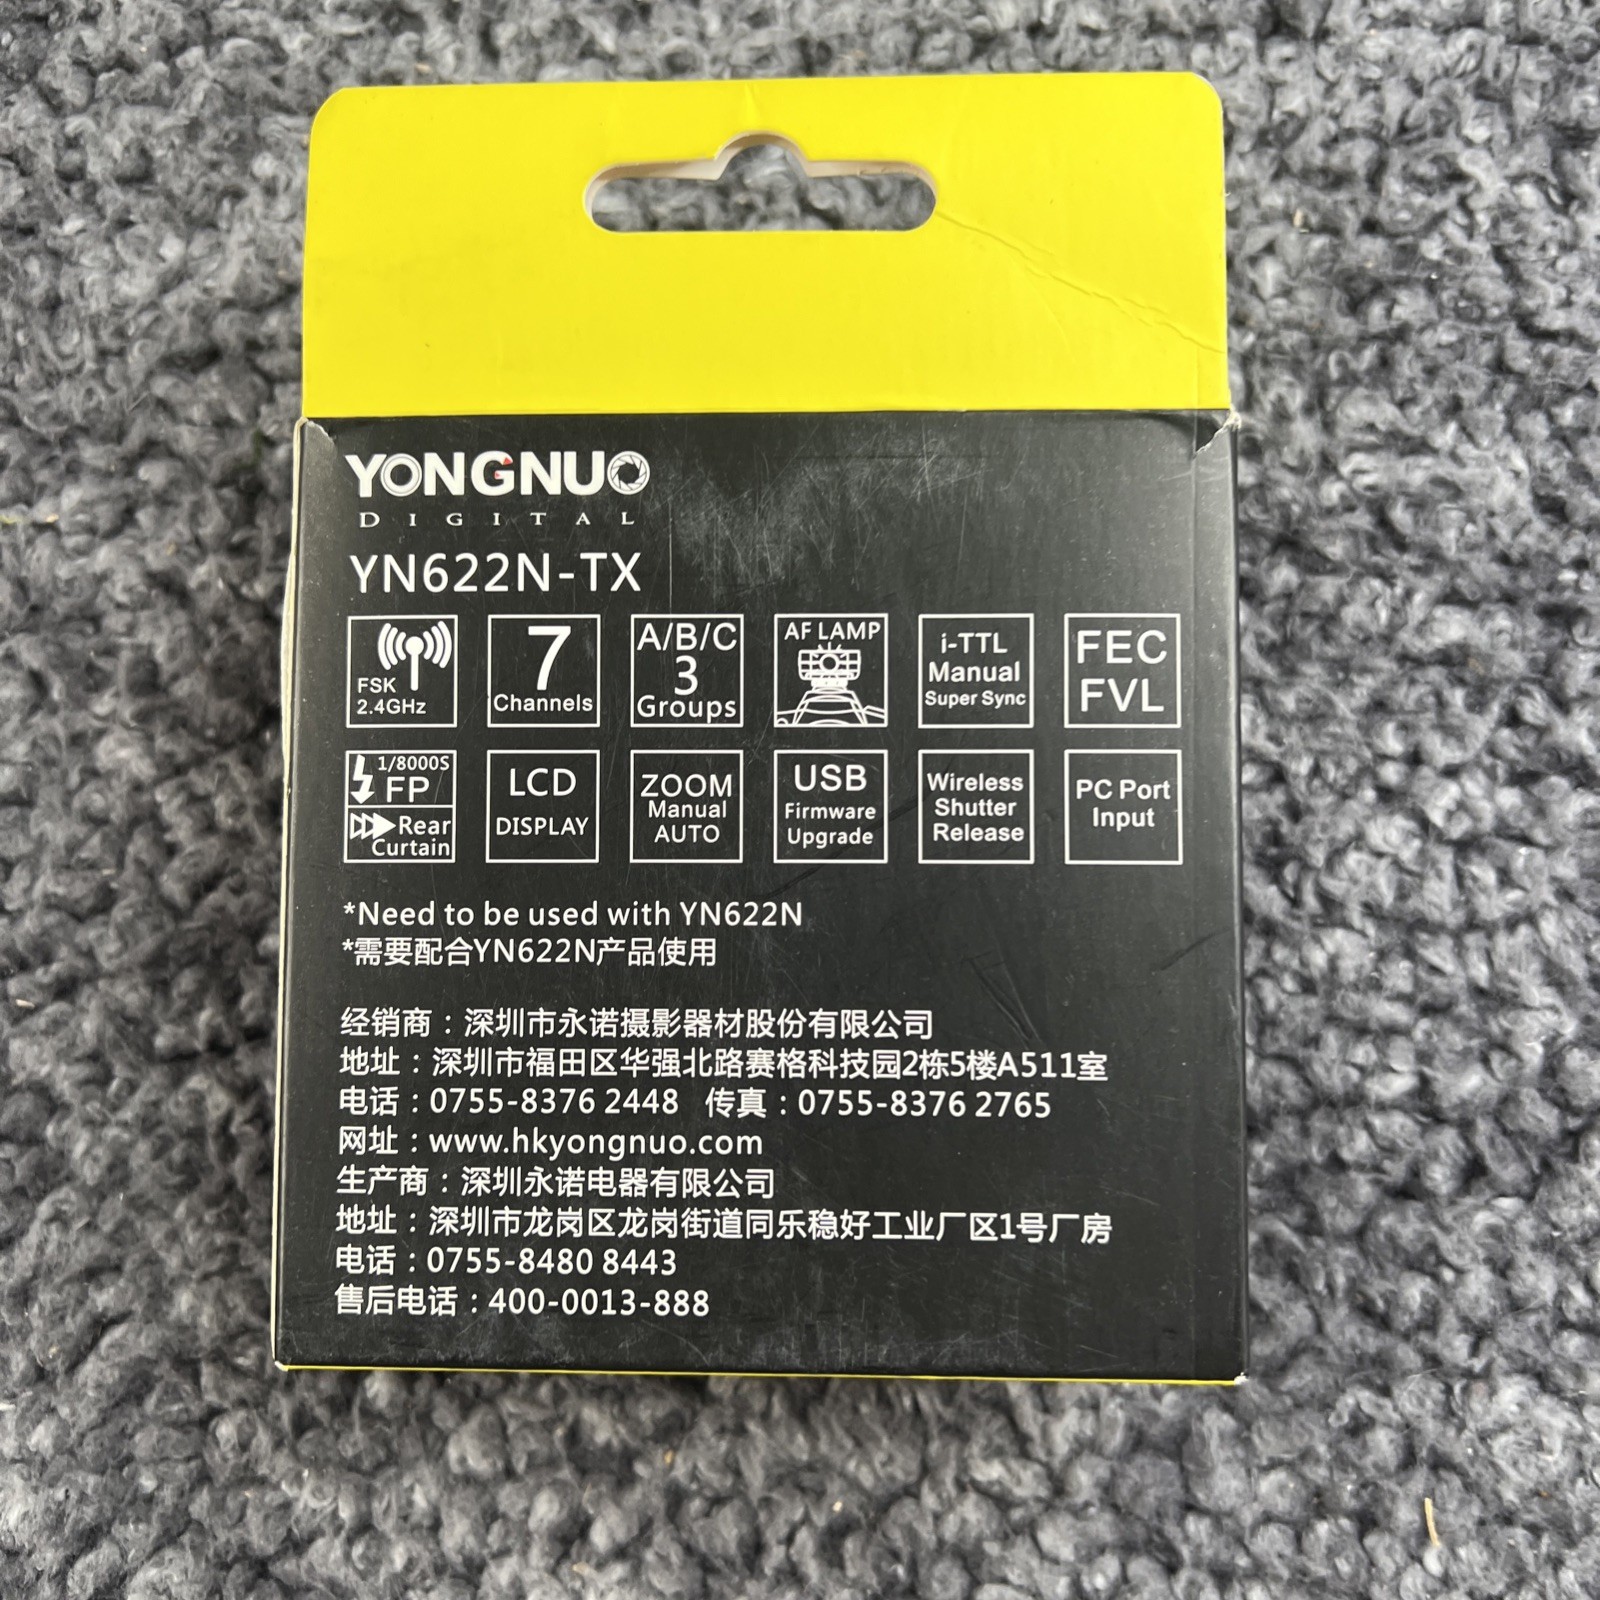 YONGNUO
DIGITAL
YN622N-TX
FSK
2.4GHz
7
Channels
A/B/C
3
Groups
AF LAMP
i-TTL
Manual
Super Sync
FEC
FVL
1/8000S
FP
Rear
Curtain
LCD
DISPLAY
ZOOM
Manual
AUTO
USB
Firmware
Upgrade
Wireless
Shutter
Release
PC Port
Input
*Need to be used with YN622N
*需要配合YN622N产品使用
经销商：深圳市永诺摄影器材股份有限公司
地址：深圳市福田区华强北路赛格科技园2栋5楼A511室
电话：0755-8376 2448 传真：0755-8376 2765
网址：www.hkyongnuo.com
生产商：深圳永诺电器有限公司
地址：深圳市龙岗区龙岗街道同乐稳好工业厂区1号厂房
电话：0755-8480 8443
售后电话：400-0013-888